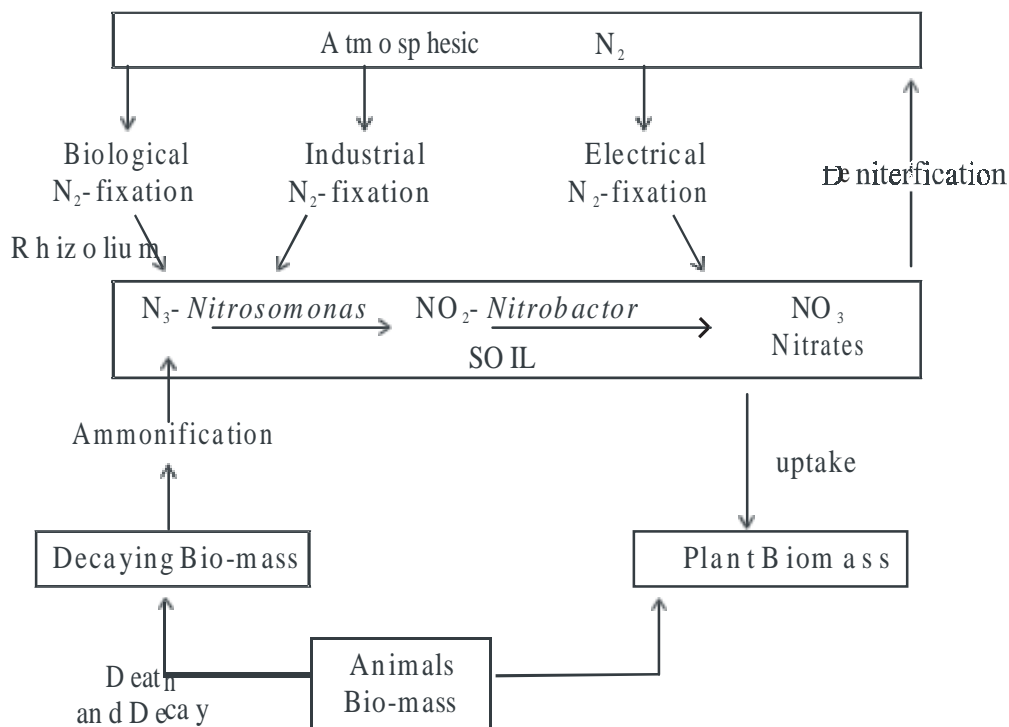 Atmosphesic N₂
Biological
N₂-fixation
Industrial
N₂-fixation
Electrical
N₂-fixation
Deniterfication
Rhizolium
N₃- Nitrosomonas NO₂- Nitrobactor NO₃
Nitrates
SOIL
Ammonification
uptake
Decaying Bio-mass
Plant Biomass
Death
and Decay
Animals
Bio-mass